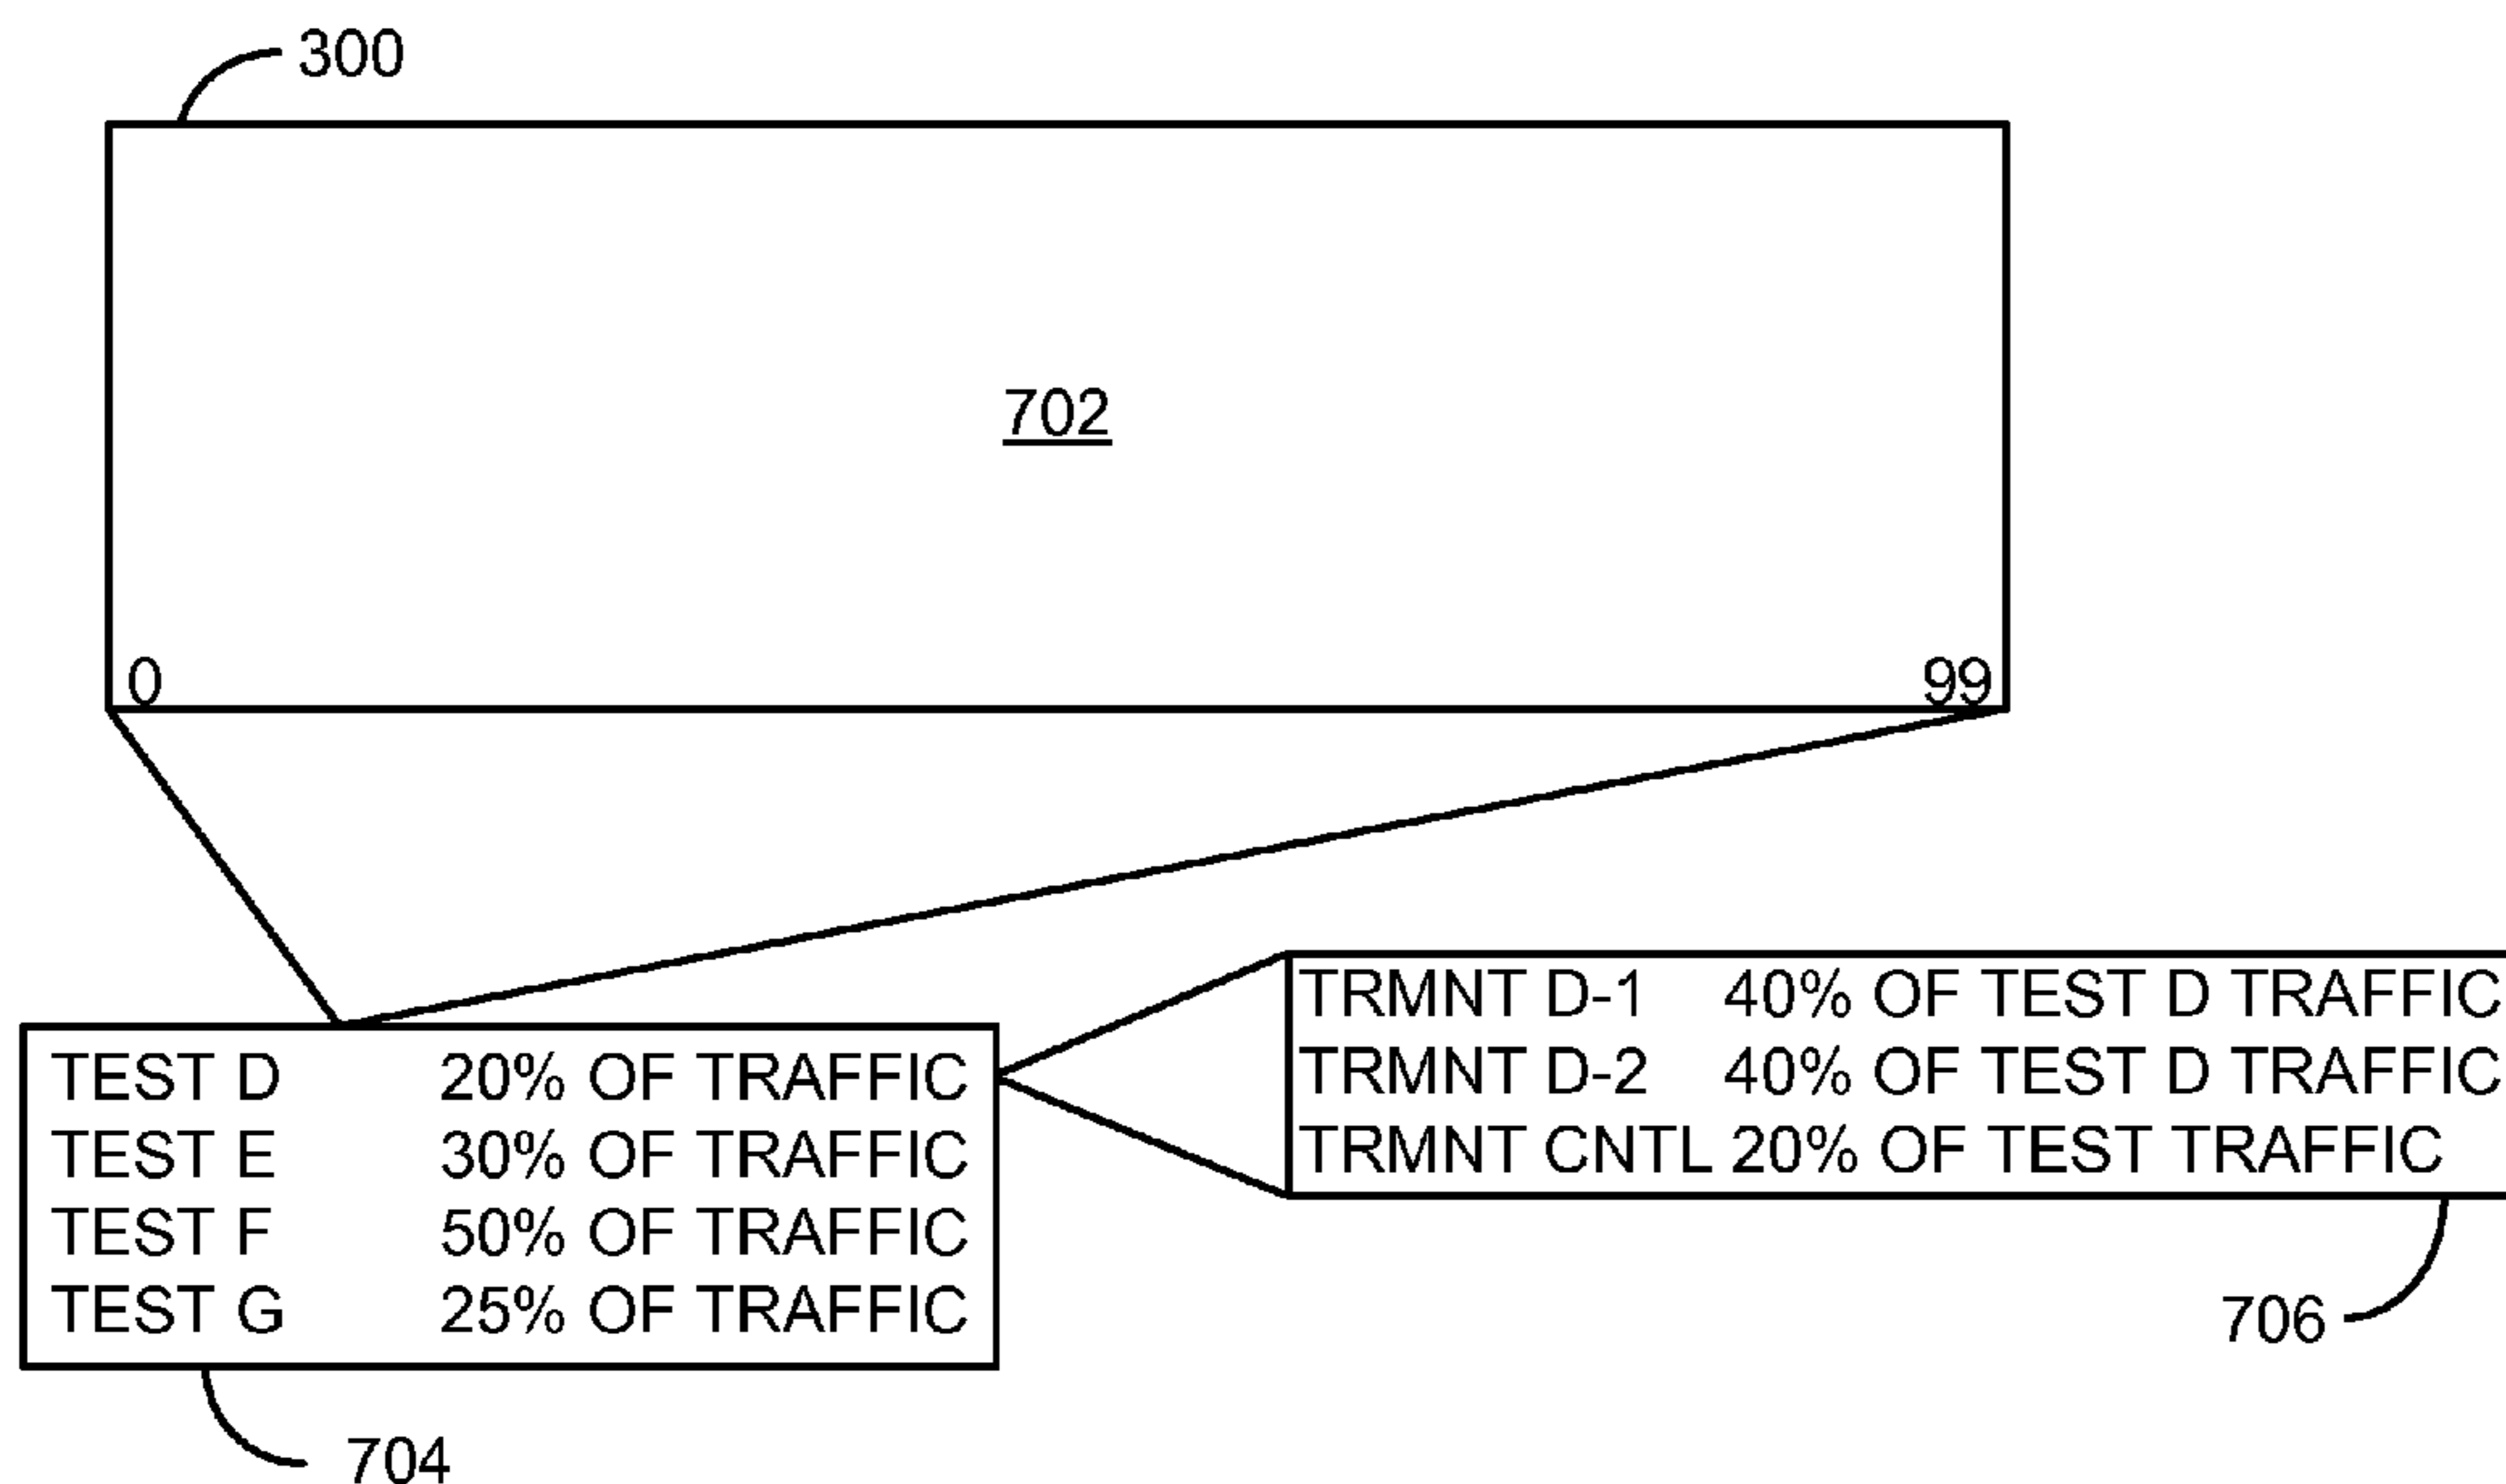 300
702
0 99
TRMNT D-1 40% OF TEST D TRAFFIC
TRMNT D-2 40% OF TEST D TRAFFIC
TRMNT CNTL 20% OF TEST TRAFFIC
TEST D 20% OF TRAFFIC
TEST E 30% OF TRAFFIC
TEST F 50% OF TRAFFIC
TEST G 25% OF TRAFFIC
706
704